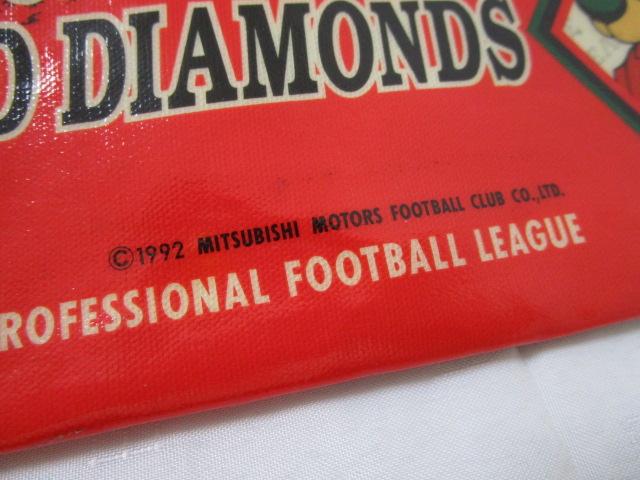 D DIAMONDS
©1992 MITSUBISHI MOTORS FOOTBALL CLUB CO.,LTD.
ROFESSIONAL FOOTBALL LEAGUE